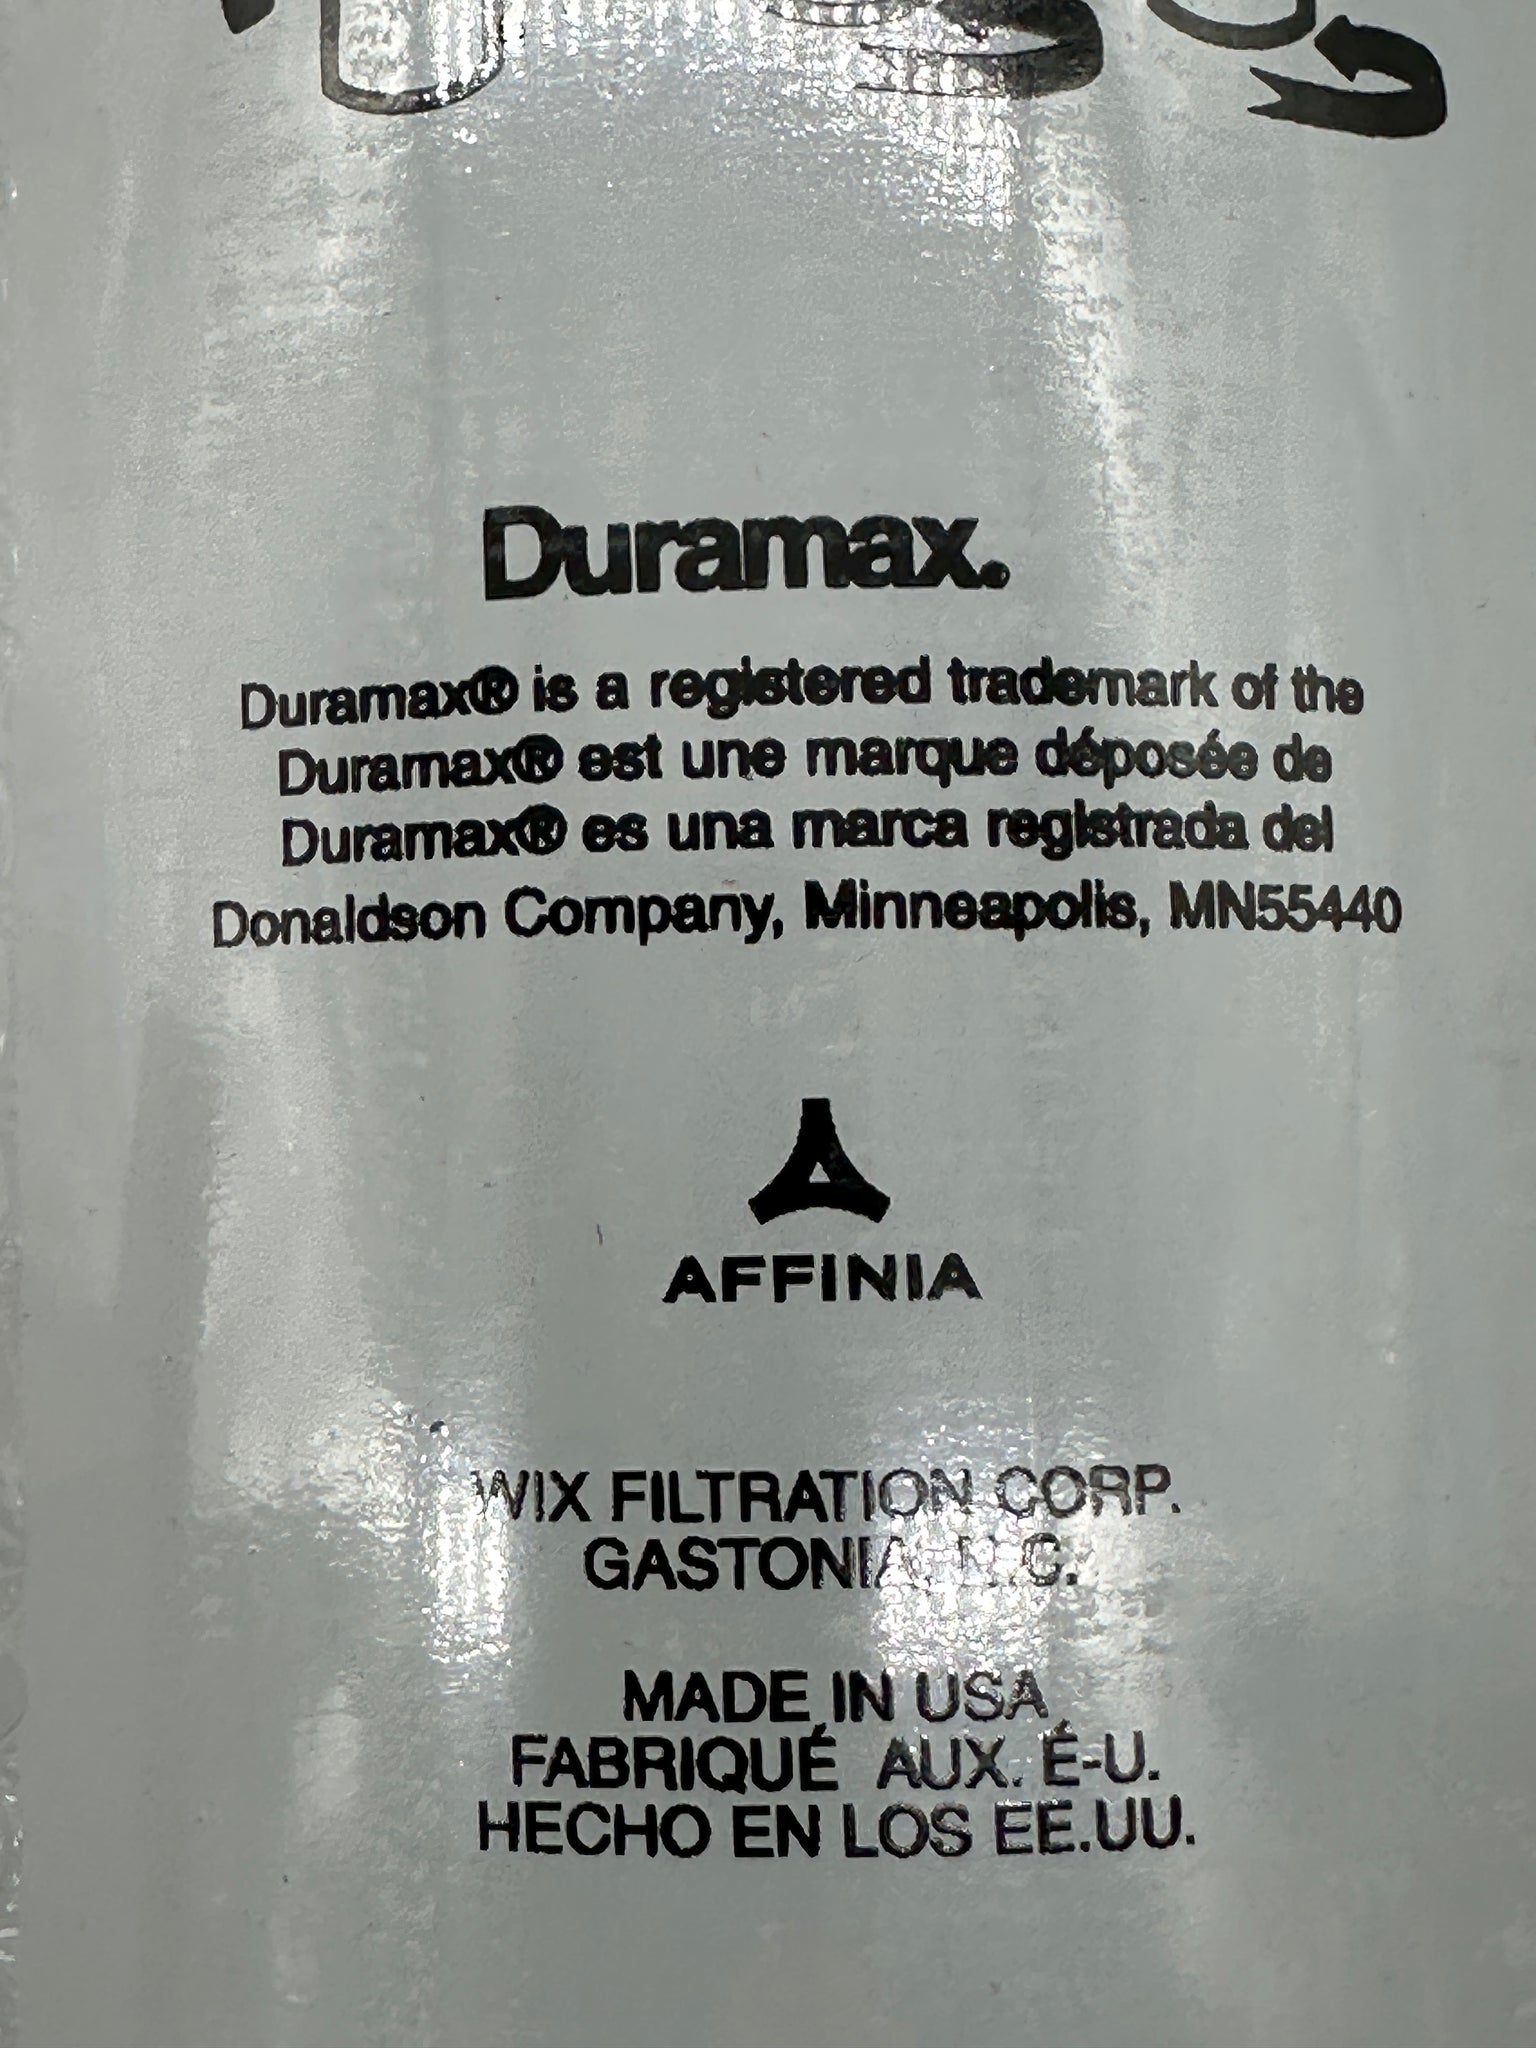 Duramax®
Duramax® is a registered trademark of the
Duramax® est une marque déposée de
Duramax® es una marca registrada del
Donaldson Company, Minneapolis, MN55440
AFFINIA
WIX FILTRATION CORP.
GASTONIA, N.C.
MADE IN USA
FABRIQUÉ AUX. É-U.
HECHO EN LOS EE.UU.